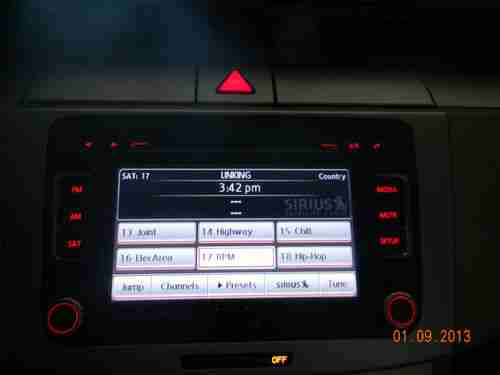 SAT: 17 LINKING Country
3:42 pm
---
---
SIRIUS
13 Joint 14 Highway 15 Chill
16 ElecArea 17 BPM 18 Hip-Hop
Jump Channels Presets SIRIUS Tune
FM
AM
SAT
MEDIA
MUTE
SETUP
01.09.2013
OFF